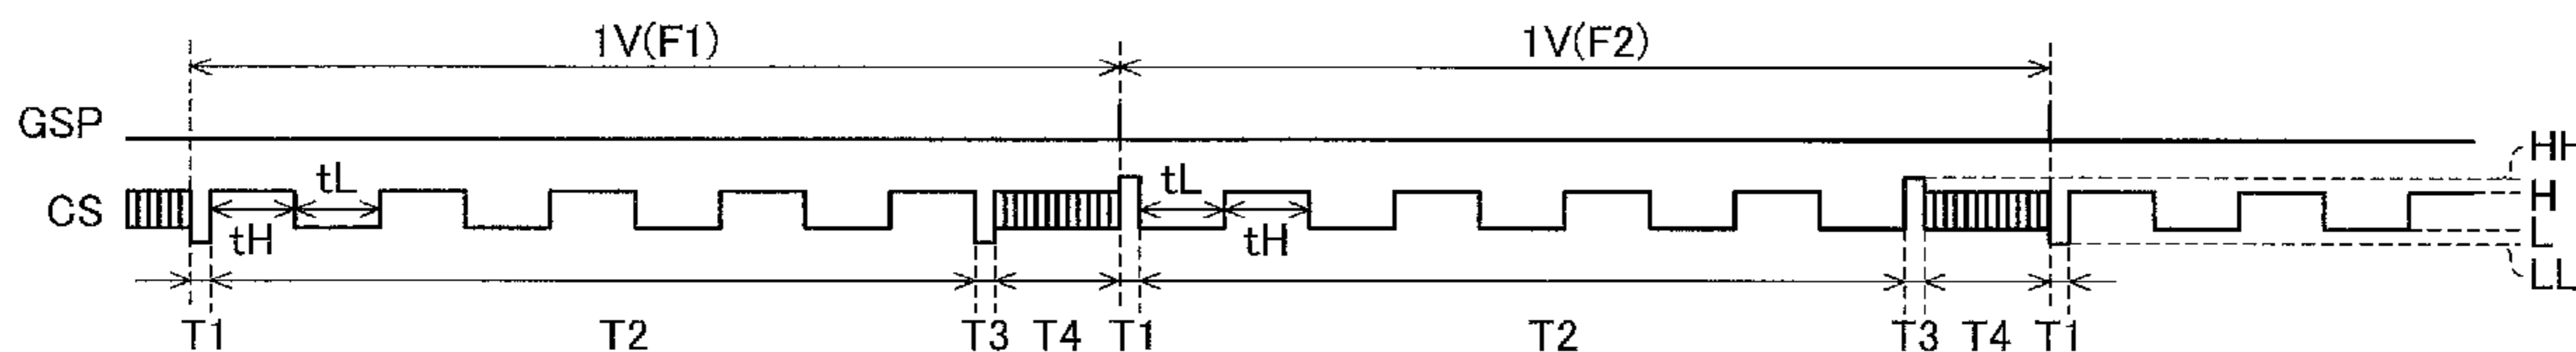 1V(F1) 1V(F2)
GSP
HH
CS tL tL H
tH tH L
LL
T1 T2 T3 T4 T1 T2 T3 T4 T1